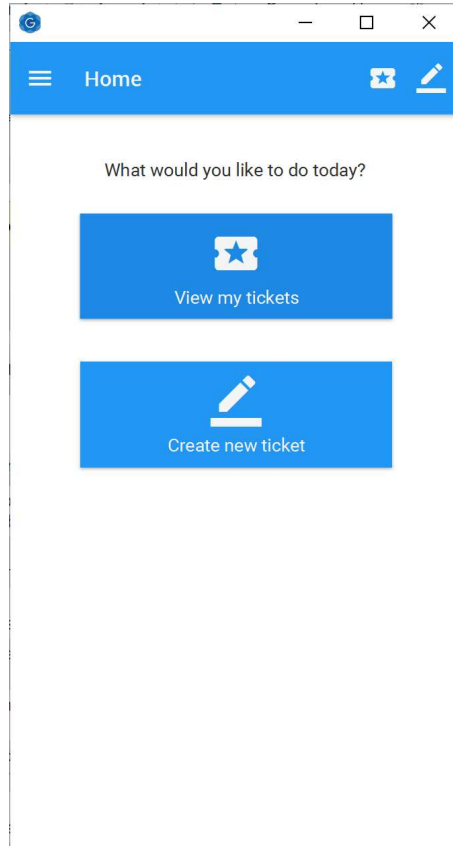 G
Home
What would you like to do today?
View my tickets
Create new ticket